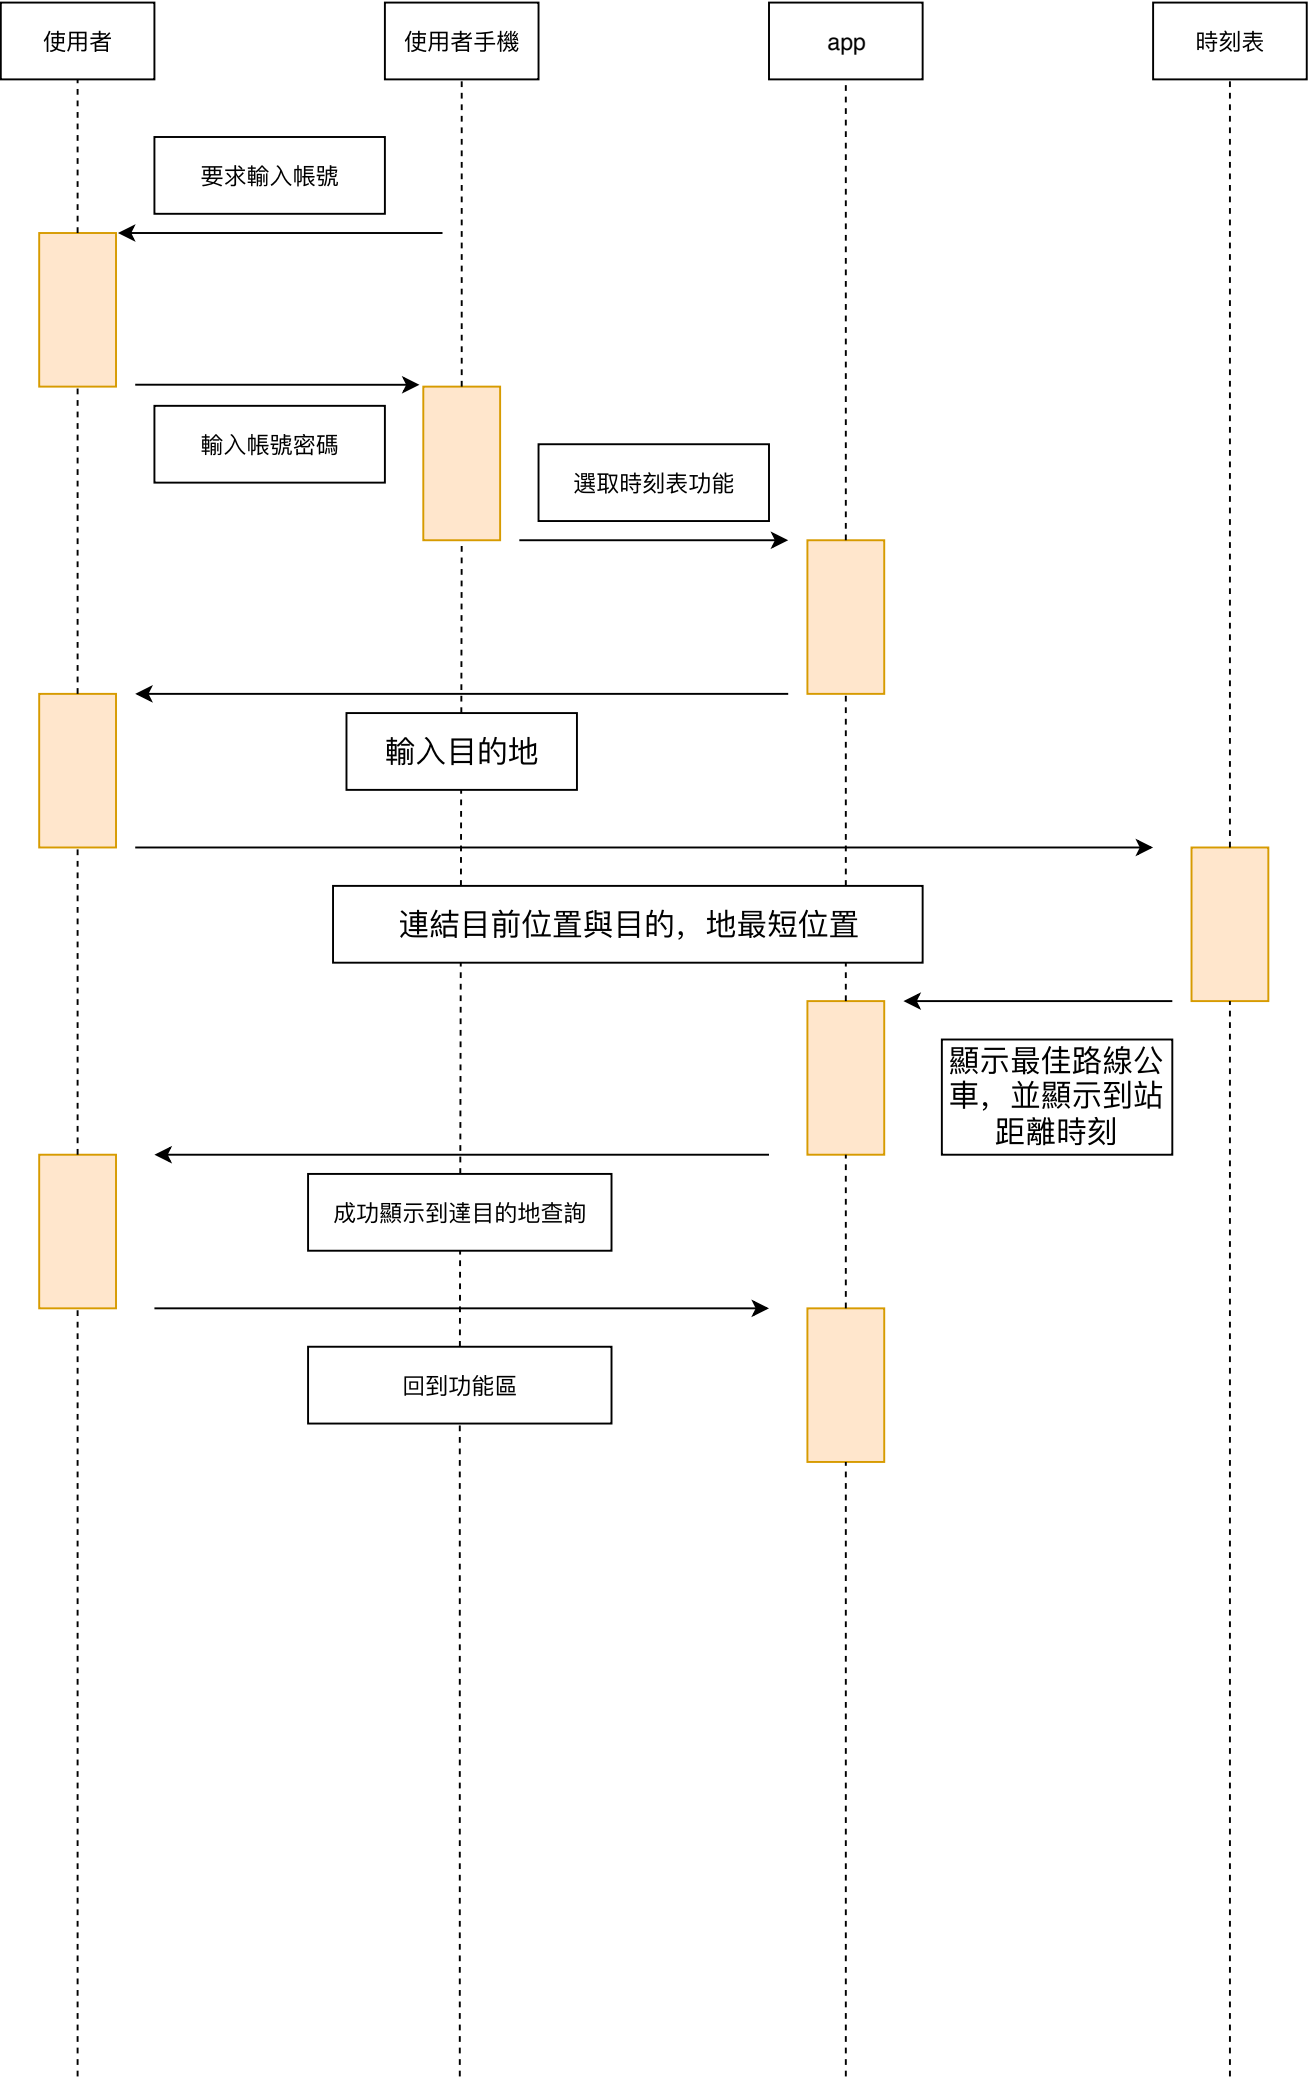 使用者
使用者手機
app
時刻表
要求輸入帳號
輸入帳號密碼
選取時刻表功能
輸入目的地
連結目前位置與目的，地最短位置
顯示最佳路線公
車，並顯示到站
距離時刻
成功顯示到達目的地查詢
回到功能區